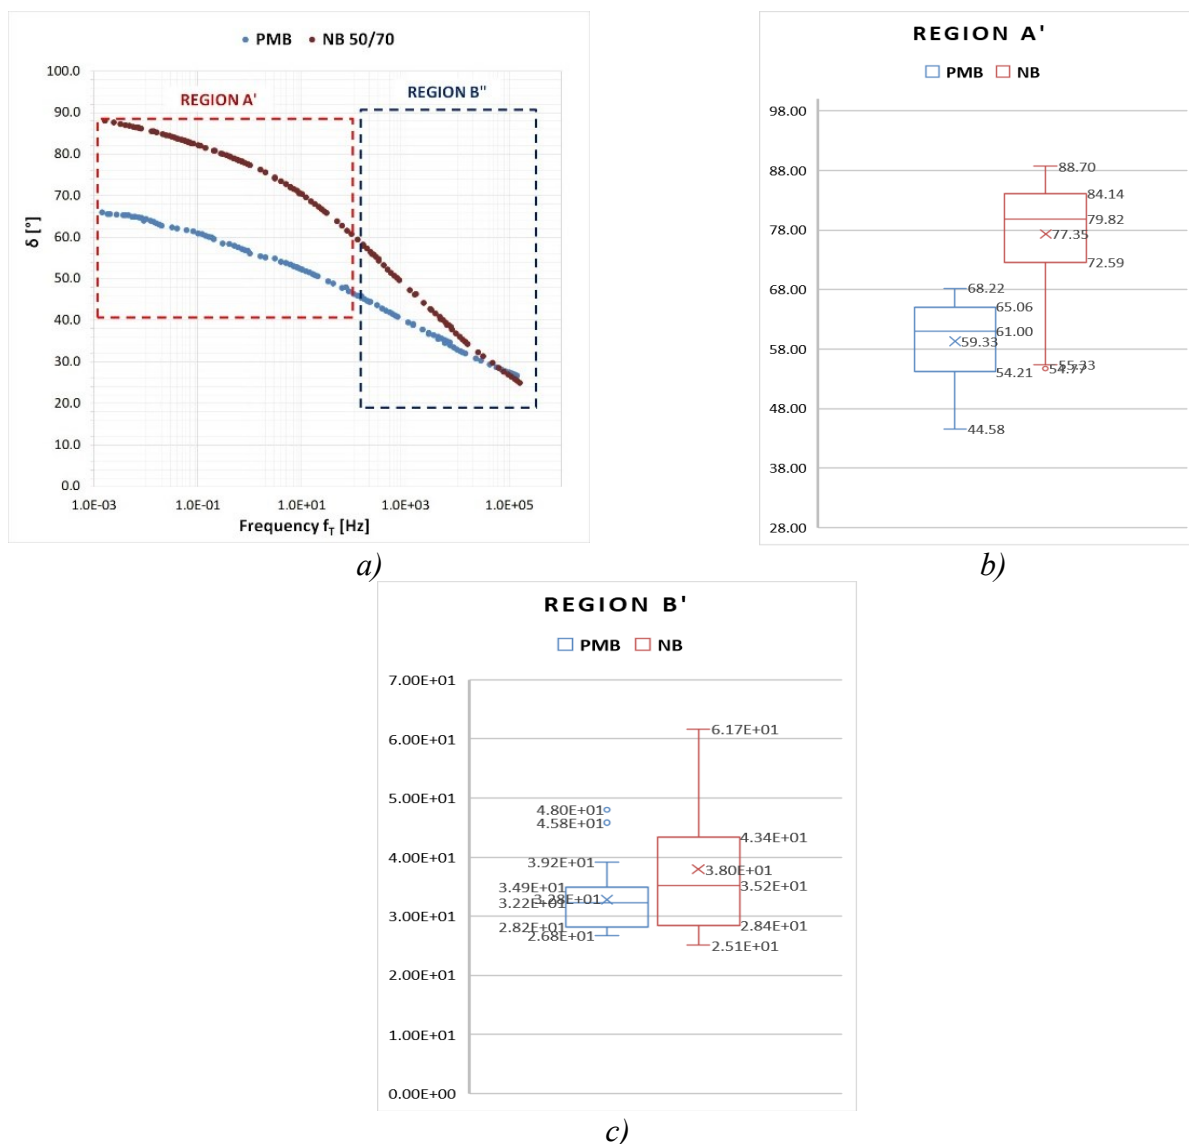 PMB NB 50/70
100.0
REGION A'
REGION B"
90.0
80.0
70.0
60.0
50.0
40.0
30.0
20.0
10.0
0.0
δ [°]
1.0E-03 1.0E-01 1.0E+01 1.0E+03 1.0E+05
Frequency fT [Hz]
a)
REGION A'
PMB NB
98.00
88.00
78.00
68.00
58.00
48.00
38.00
28.00
88.70
84.14
79.82
77.35
72.59
68.22
65.06
61.00
59.33
55.33
54.77
54.21
44.58
b)
REGION B'
PMB NB
7.00E+01
6.00E+01
5.00E+01
4.00E+01
3.00E+01
2.00E+01
1.00E+01
0.00E+00
6.17E+01
4.80E+01
4.58E+01
4.34E+01
3.92E+01
3.80E+01
3.49E+01
3.52E+01
3.28E+01
3.22E+01
2.82E+01
2.84E+01
2.68E+01
2.51E+01
c)